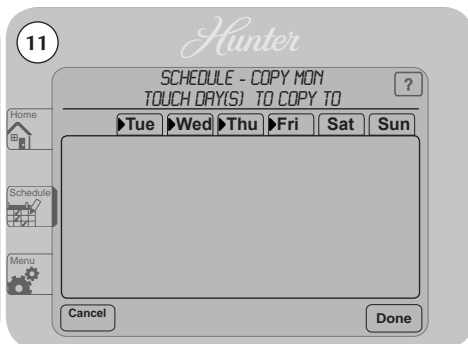 11
Hunter
SCHEDULE - COPY MON
TOUCH DAY(S) TO COPY TO
?
Home
Tue Wed Thu Fri Sat Sun
Schedule
Menu
Cancel
Done